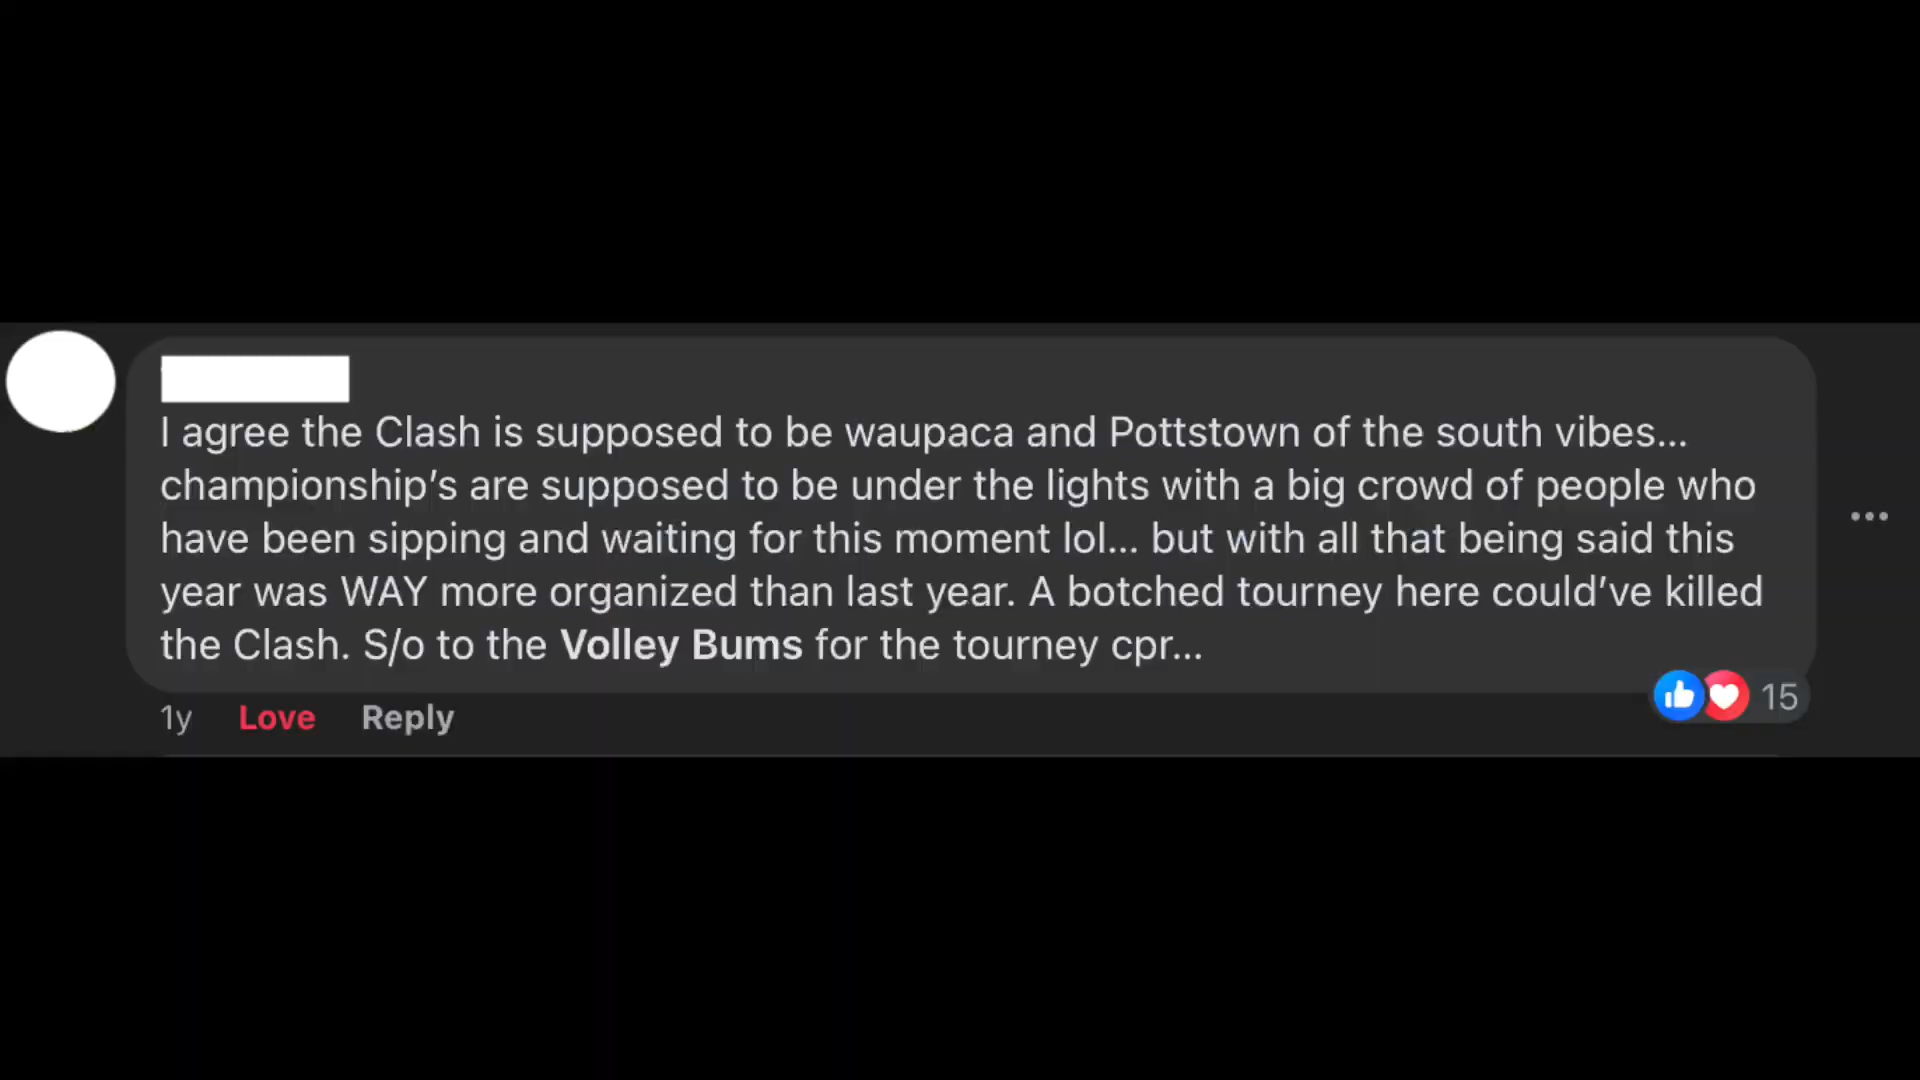 I agree the Clash is supposed to be waupaca and Pottstown of the south vibes...
championship’s are supposed to be under the lights with a big crowd of people who
have been sipping and waiting for this moment lol... but with all that being said this
year was WAY more organized than last year. A botched tourney here could’ve killed
the Clash. S/o to the Volley Bums for the tourney cpr...
15
1y Love Reply